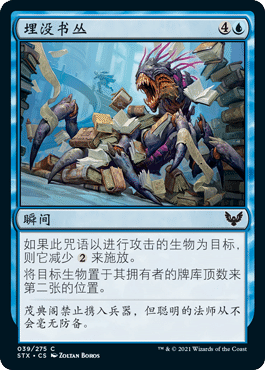 埋没书丛 4
瞬间
如果此咒语以进行攻击的生物为目标，
则它减少 2 来施放。
将目标生物置于其拥有者的牌库顶数来
第二张的位置。
茂典阁禁止携入兵器，但聪明的法师从不
会毫无防备。
039/275 C
STX • CS ZOLTAN BOROS
™ & © 2021 Wizards of the Coast